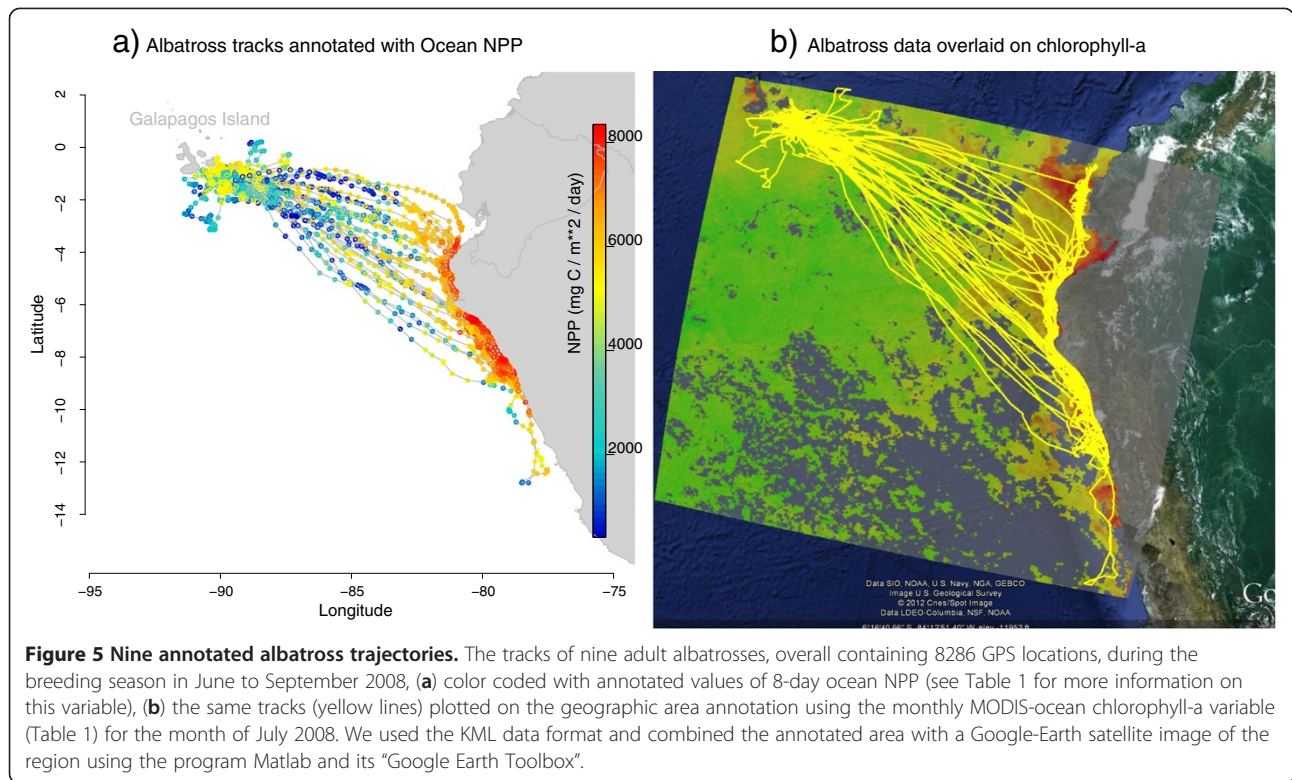 a) Albatross tracks annotated with Ocean NPP
b) Albatross data overlaid on chlorophyll-a
Galapagos Island
2
0
−2
−4
−6
−8
−10
−12
−14
Latitude
−95
−90
−85
−80
−75
Longitude
8000
6000
4000
2000
NPP (mg C / m**2 / day)
Data SIO, NOAA, U.S. Navy, NGA, GEBCO
Image U.S. Geological Survey
© 2012 Cnes/Spot Image
Data LDEO-Columbia, NSF, NOAA
Go
Figure 5 Nine annotated albatross trajectories. The tracks of nine adult albatrosses, overall containing 8286 GPS locations, during the
breeding season in June to September 2008, (a) color coded with annotated values of 8-day ocean NPP (see Table 1 for more information on
this variable), (b) the same tracks (yellow lines) plotted on the geographic area annotation using the monthly MODIS-ocean chlorophyll-a variable
(Table 1) for the month of July 2008. We used the KML data format and combined the annotated area with a Google-Earth satellite image of the
region using the program Matlab and its “Google Earth Toolbox”.